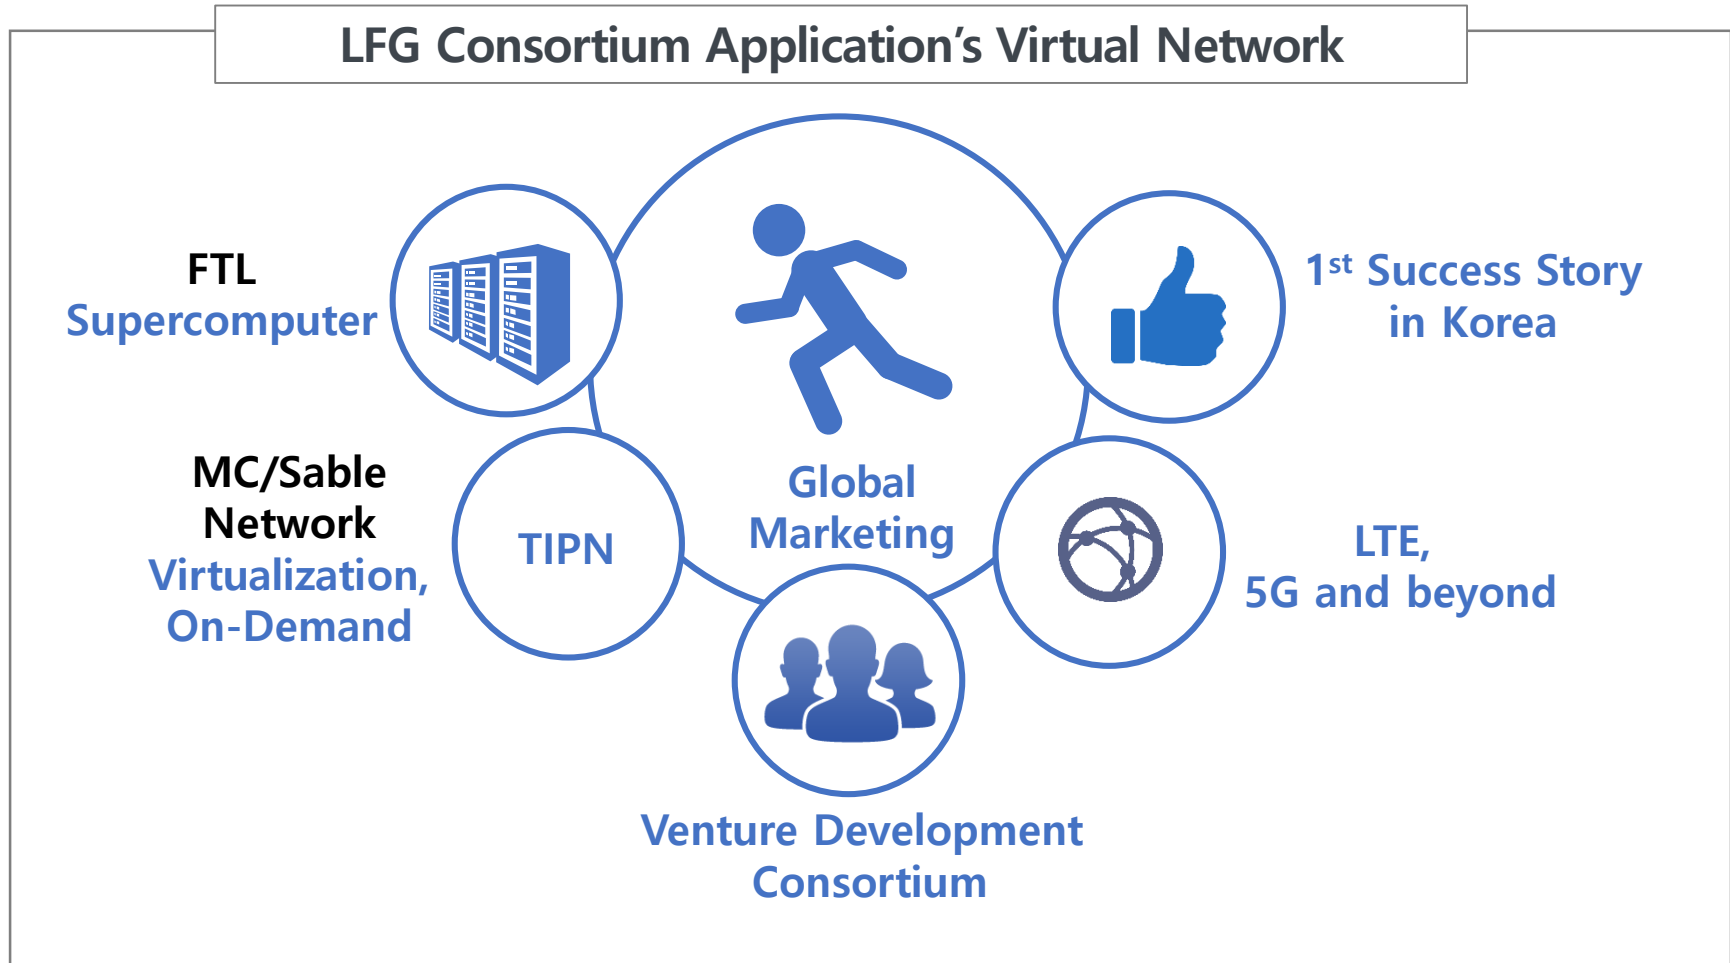 LFG Consortium Application’s Virtual Network
FTL
Supercomputer
1st Success Story
in Korea
MC/Sable
Network
Virtualization,
On-Demand
TIPN
Global
Marketing
LTE,
5G and beyond
Venture Development
Consortium